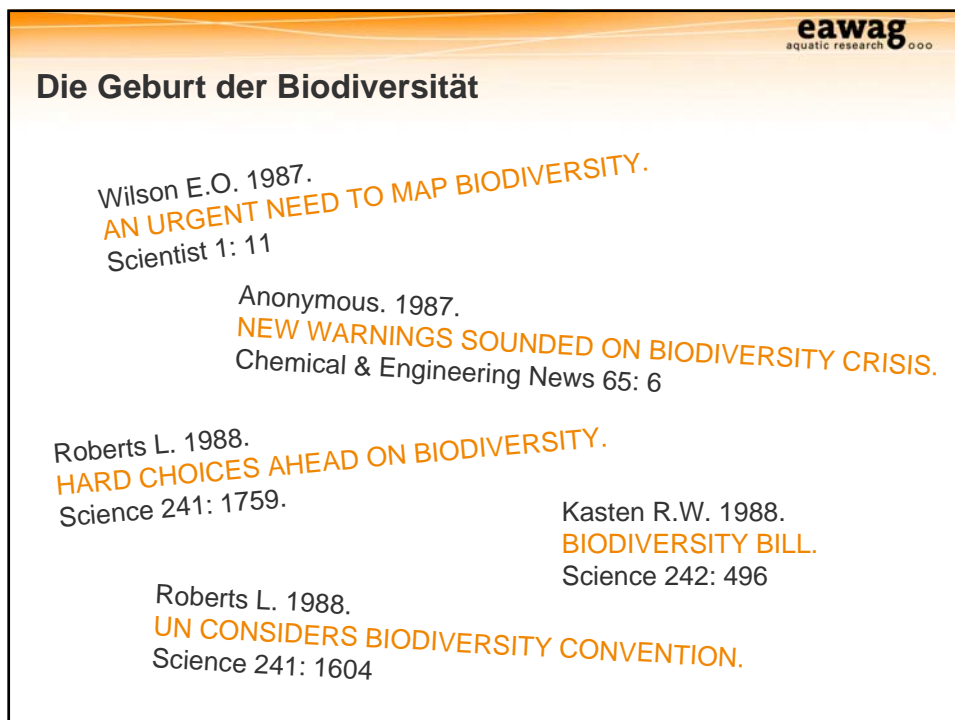 eawag
aquatic research
Die Geburt der Biodiversität
Wilson E.O. 1987.
AN URGENT NEED TO MAP BIODIVERSITY.
Scientist 1: 11
Anonymous. 1987.
NEW WARNINGS SOUNDED ON BIODIVERSITY CRISIS.
Chemical & Engineering News 65: 6
Roberts L. 1988.
HARD CHOICES AHEAD ON BIODIVERSITY.
Science 241: 1759.
Kasten R.W. 1988.
BIODIVERSITY BILL.
Science 242: 496
Roberts L. 1988.
UN CONSIDERS BIODIVERSITY CONVENTION.
Science 241: 1604